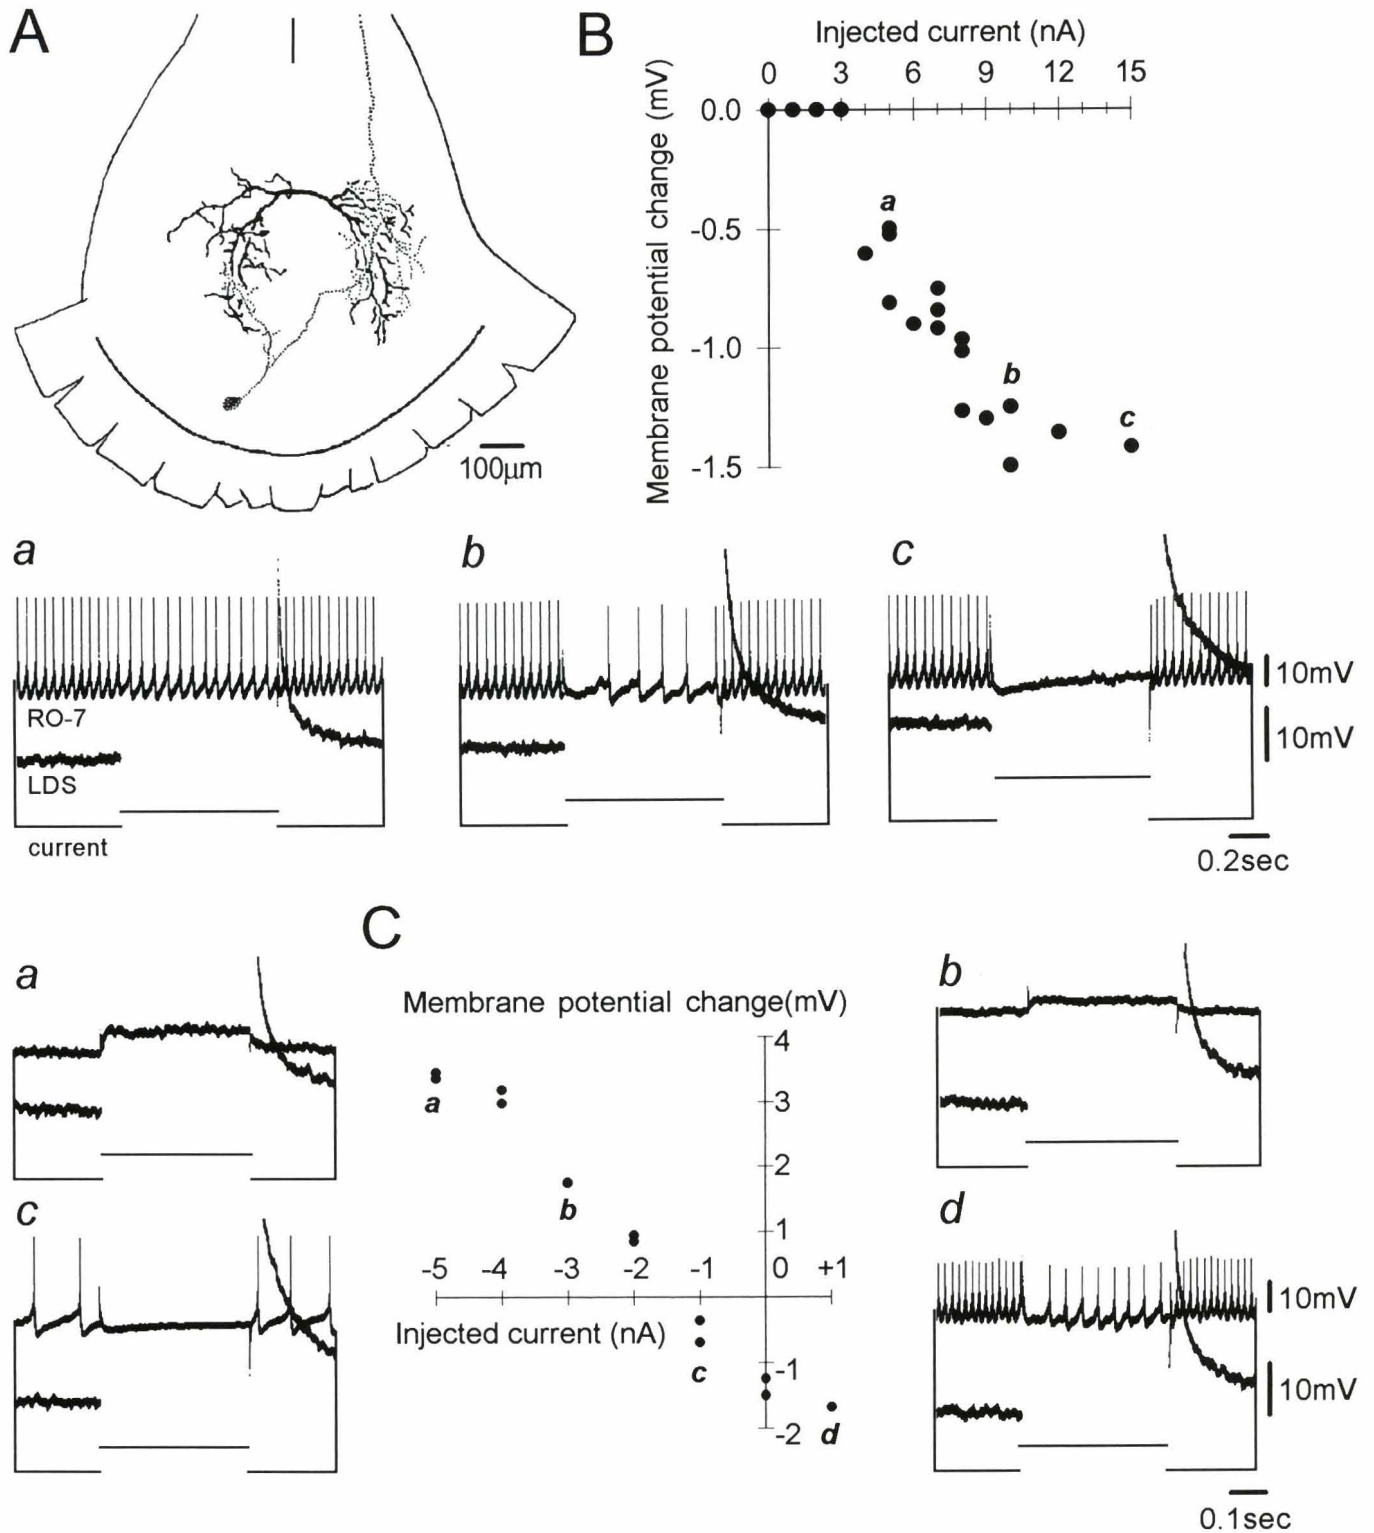 A
B
Injected current (nA)
0 3 6 9 12 15
Membrane potential change (mV)
0.0
-0.5
-1.0
-1.5
a
b
c
100μm
a
b
c
RO-7
LDS
current
10mV
10mV
0.2sec
C
a
b
Membrane potential change(mV)
4
3
2
1
-5 -4 -3 -2 -1 0 +1
Injected current (nA)
-1
-2
a
b
c
d
c
d
10mV
10mV
0.1sec